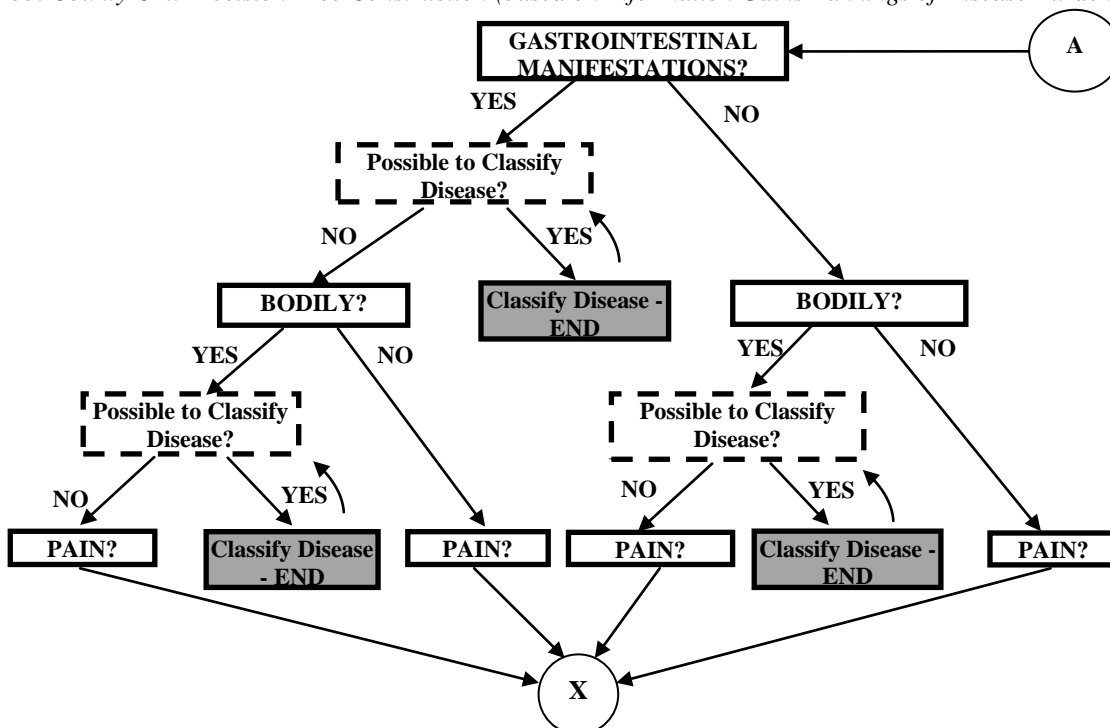 GASTROINTESTINAL
MANIFESTATIONS?
A
YES
NO
Possible to Classify
Disease?
NO
YES
BODILY?
Classify Disease -
END
BODILY?
YES
NO
YES
NO
Possible to Classify
Disease?
Possible to Classify
Disease?
NO
YES
NO
YES
PAIN?
Classify Disease
- END
PAIN?
PAIN?
Classify Disease -
END
PAIN?
X